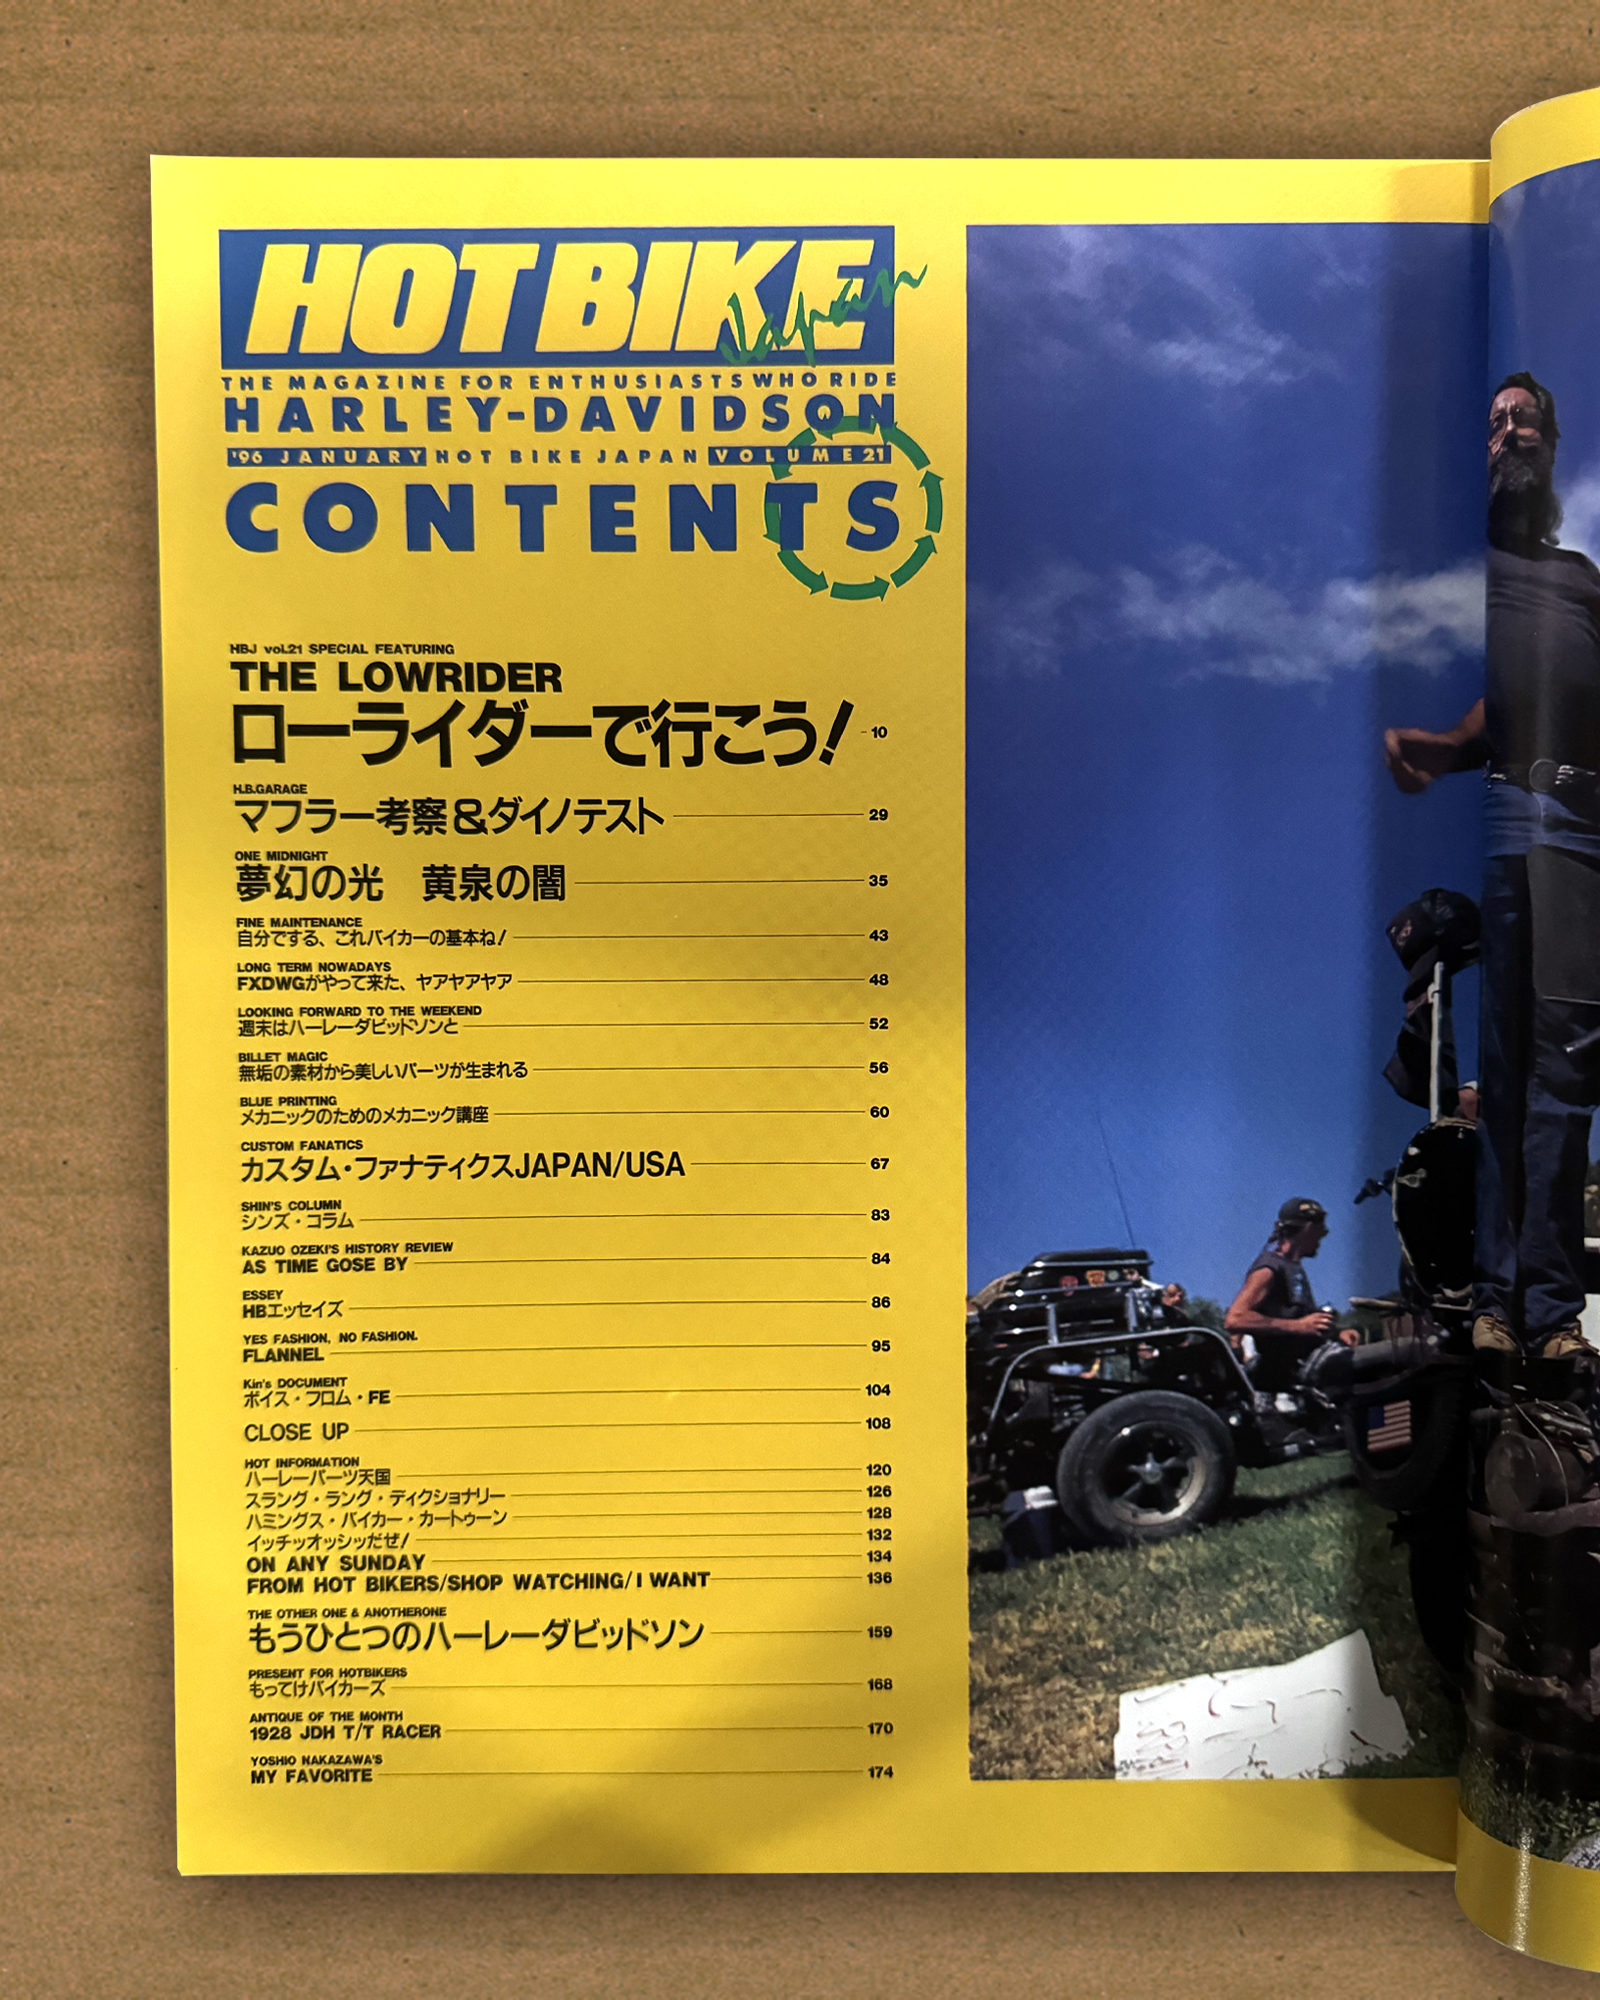 HOT BIKE
Japan
THE MAGAZINE FOR ENTHUSIASTS WHO RIDE
HARLEY-DAVIDSON
'96 JANUARY HOT BIKE JAPAN VOLUME 21
CONTENTS
HBJ vol.21 SPECIAL FEATURING
THE LOWRIDER
ローライダーで行こう! 10
H.B.GARAGE
マフラー考察&ダイノテスト 29
ONE MIDNIGHT
夢幻の光 黄泉の闇 35
FINE MAINTENANCE
自分でする、これバイカーの基本ね! 43
LONG TERM NOWADAYS
FXDWGがやって来た、ヤアヤアヤア 48
LOOKING FORWARD TO THE WEEKEND
週末はハーレーダビッドソンと 52
BILLET MAGIC
無垢の素材から美しいパーツが生まれる 56
BLUE PRINTING
メカニックのためのメカニック講座 60
CUSTOM FANATICS
カスタム・ファナティクスJAPAN/USA 67
SHIN'S COLUMN
シンズ・コラム 83
KAZUO OZEKI'S HISTORY REVIEW
AS TIME GOSE BY 84
ESSEY
HBエッセイズ 86
YES FASHION, NO FASHION.
FLANNEL 95
Kin's DOCUMENT
ボイス・フロム・FE 104
CLOSE UP 108
HOT INFORMATION
ハーレーパーツ天国 120
スラング・ラング・ディクショナリー 126
ハミングス・バイカー・カートゥーン 128
イッチッオッシッだぜ! 132
ON ANY SUNDAY 134
FROM HOT BIKERS/SHOP WATCHING/I WANT 136
THE OTHER ONE & ANOTHERONE
もうひとつのハーレーダビッドソン 159
PRESENT FOR HOTBIKERS
もってけバイカーズ 168
ANTIQUE OF THE MONTH
1928 JDH T/T RACER 170
YOSHIO NAKAZAWA'S
MY FAVORITE 174